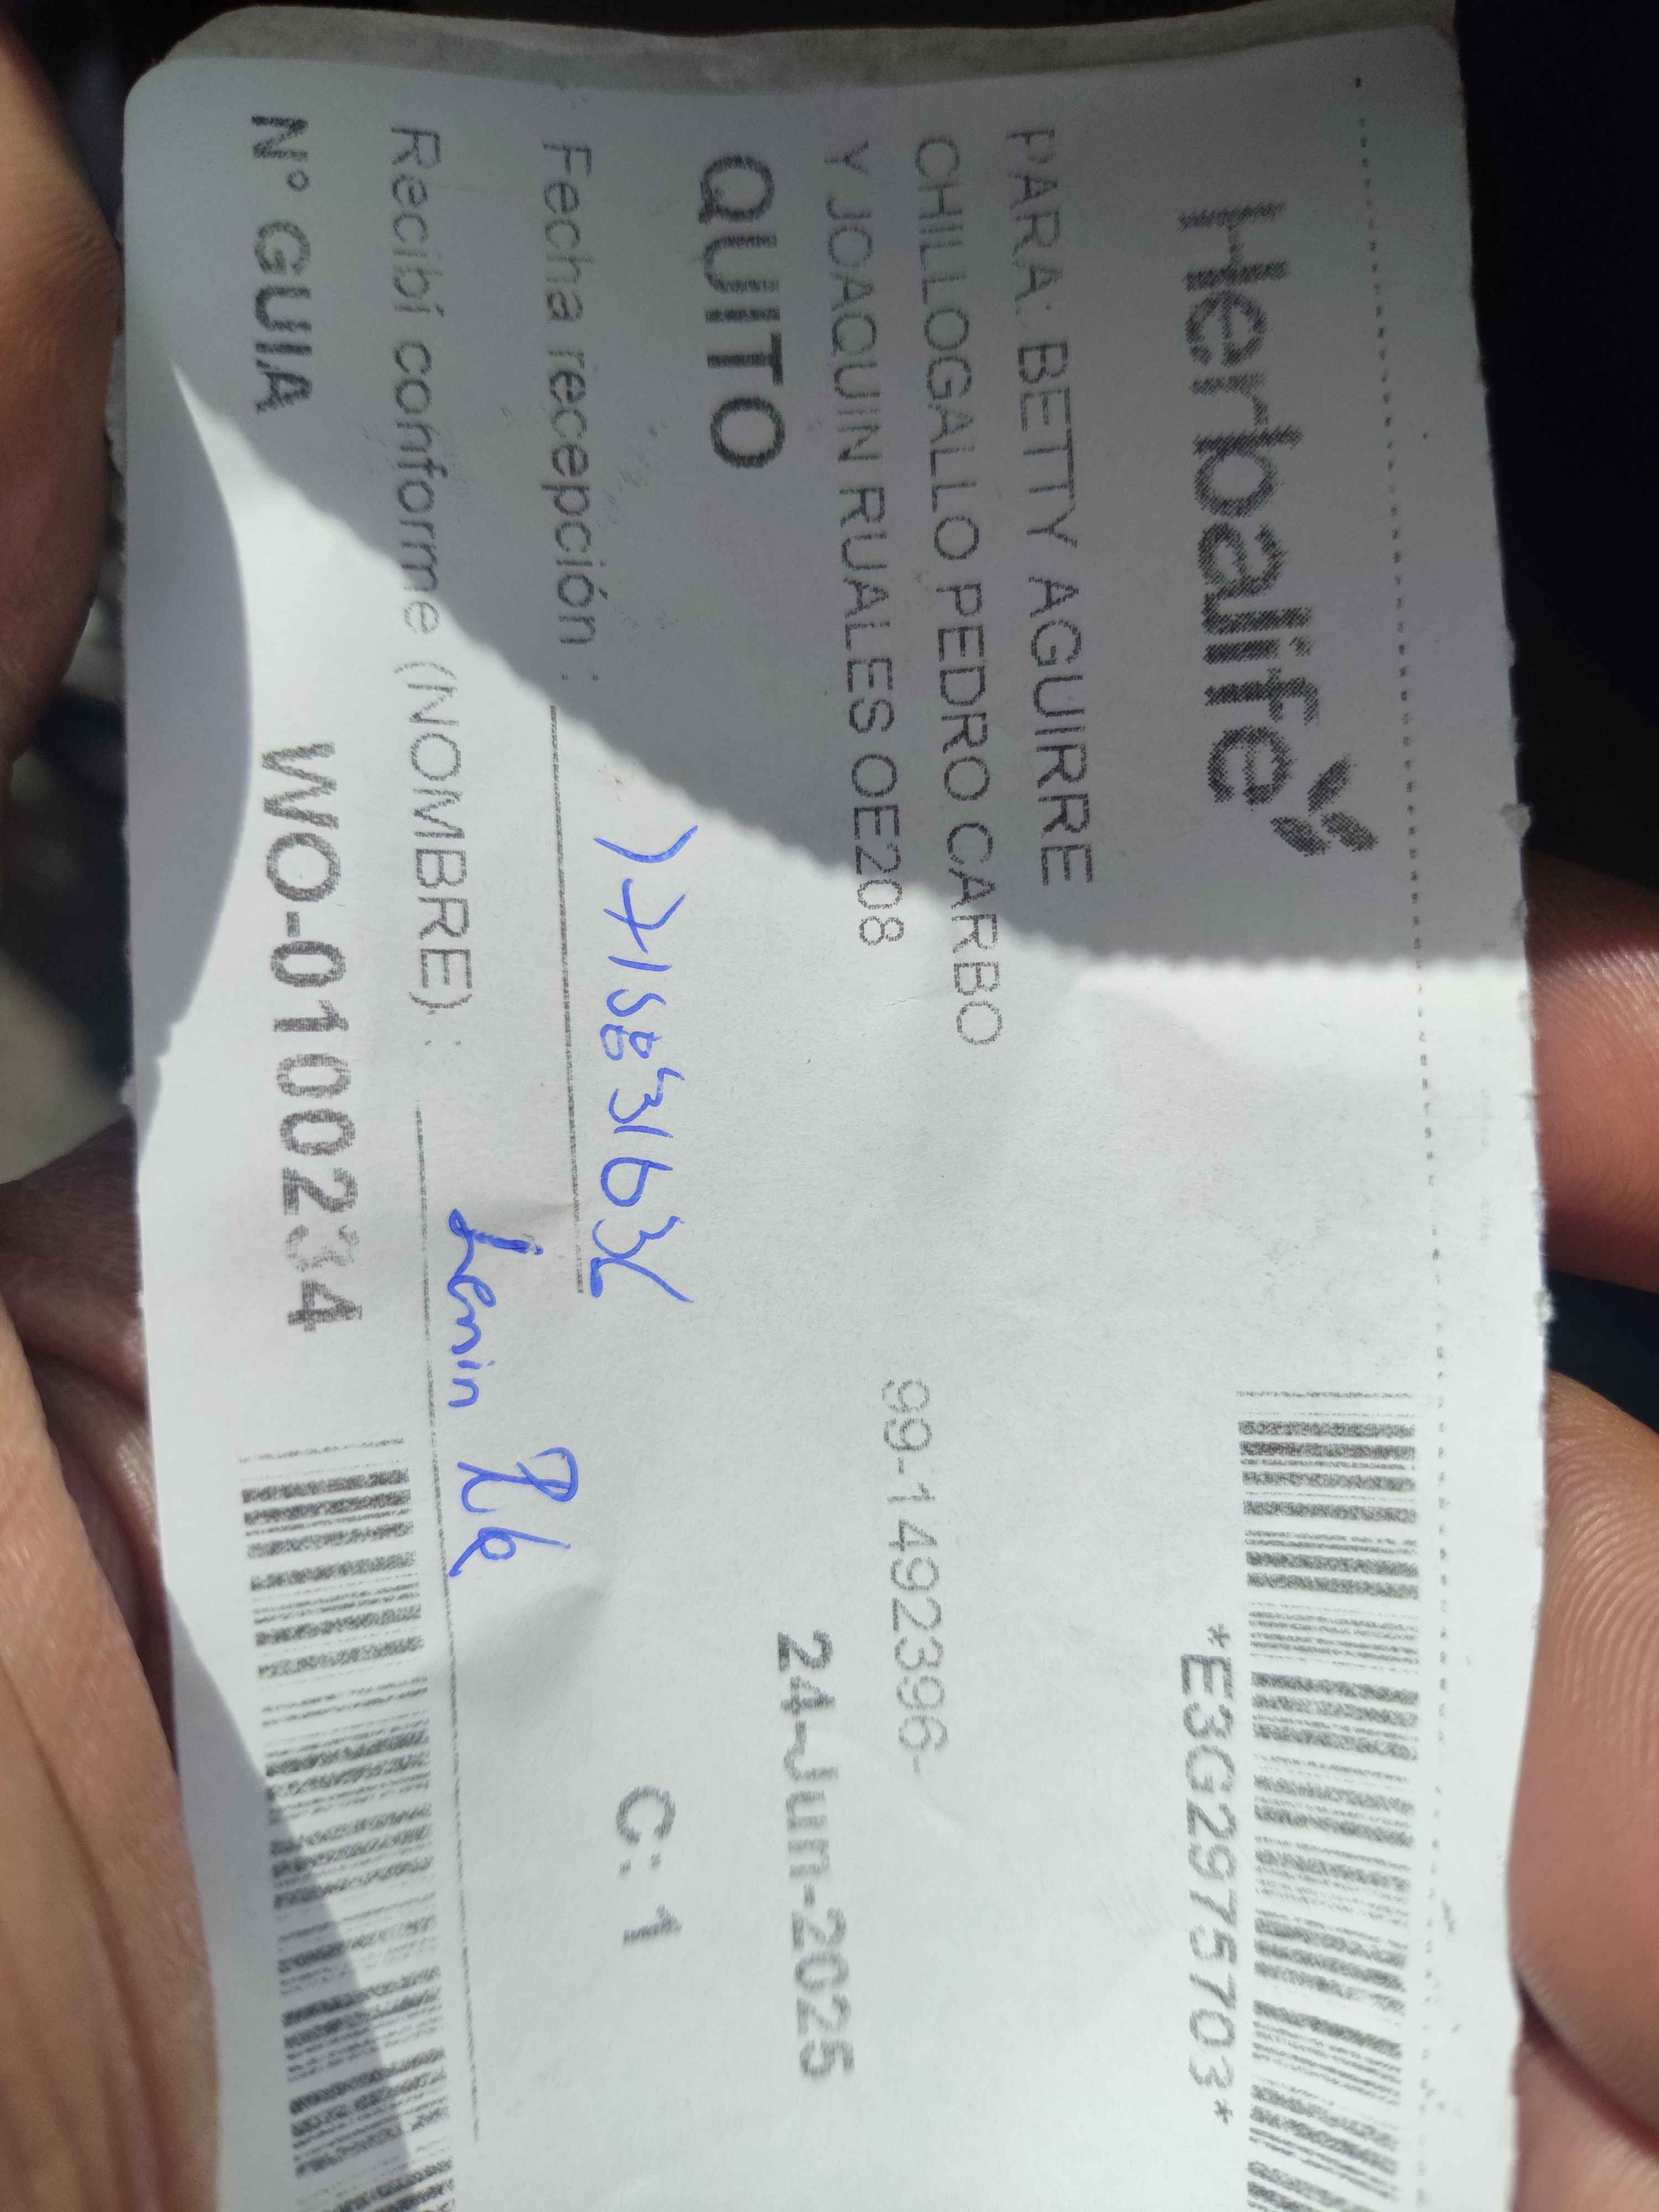 Herbalife
*E3G2975703*
PARA: BETTY AGUIRRE
CHILLOGALLO PEDRO CARBO
Y JOAQUIN RUALES OE208
99-1492396-
QUITO
24-Jun-2025
Fecha recepción :
C: 1
Recibí conforme (NOMBRE) : Lenin
N° GUIA WO-0100234